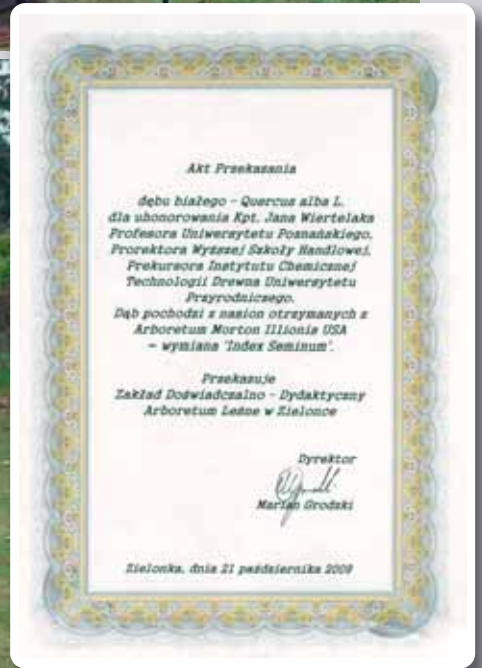 Akt Przekazania
dębu białego - Quercus alba L.
dla uhonorowania Kpt. Jana Wiertelaka
Profesora Uniwersytetu Poznańskiego,
Prorektora Wyższej Szkoły Handlowej,
Prekursora Instytutu Chemicznej
Technologii Drewna Uniwersytetu
Przyrodniczego.
Dąb pochodzi z nasion otrzymanych z
Arboretum Morton Illionis USA
- wymiana "Index Seminum".
Przekazuje
Zakład Doświadczalno - Dydaktyczny
Arboretum Leśne w Zielonce
Dyrektor
Marian Grodzki
Zielonka, dnia 21 października 2009